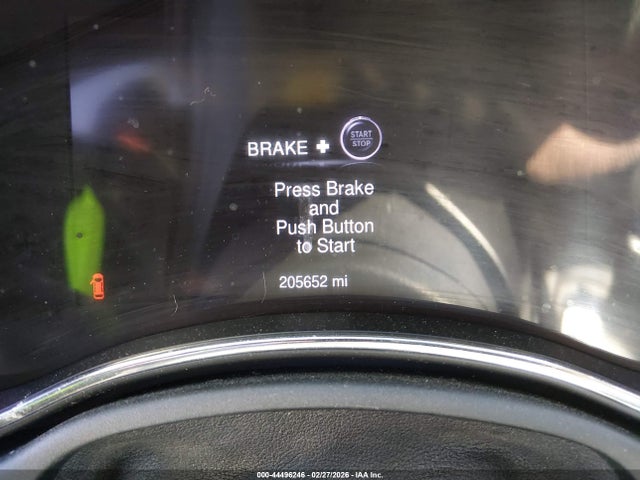 BRAKE + START
STOP
Press Brake
and
Push Button
to Start
205652 mi
000-44496246 - 02/27/2026 - IAA Inc.